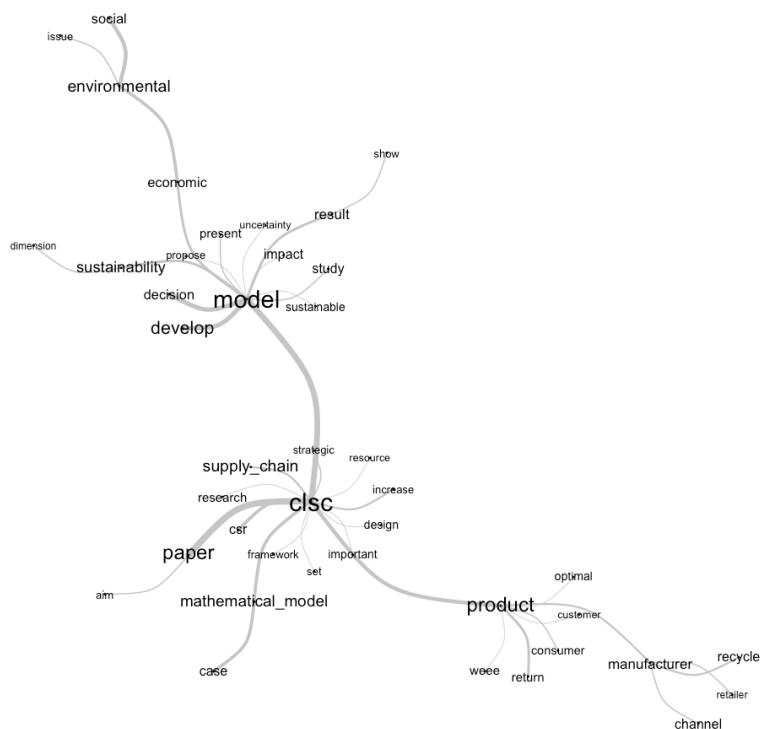 social
issue
environmental
show
economic
result
uncertainty
present
dimension
sustainability
propose
impact
study
decision
model
sustainable
develop
strategic
resource
supply_chain
increase
research
clsc
design
csr
paper
framework
important
set
optimal
aim
mathematical_model
product
customer
consumer
recycle
manufacturer
case
weee
return
retailer
channel